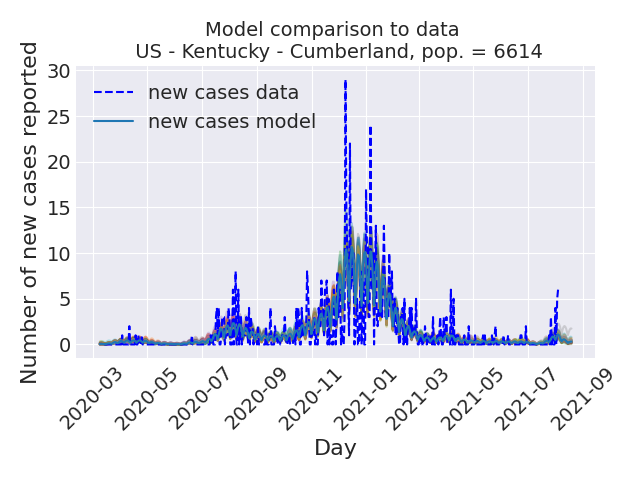 Model comparison to data
US - Kentucky - Cumberland, pop. = 6614
Number of new cases reported
30
25
20
15
10
5
0
new cases data
new cases model
2020-03
2020-05
2020-07
2020-09
2020-11
2021-01
2021-03
2021-05
2021-07
2021-09
Day